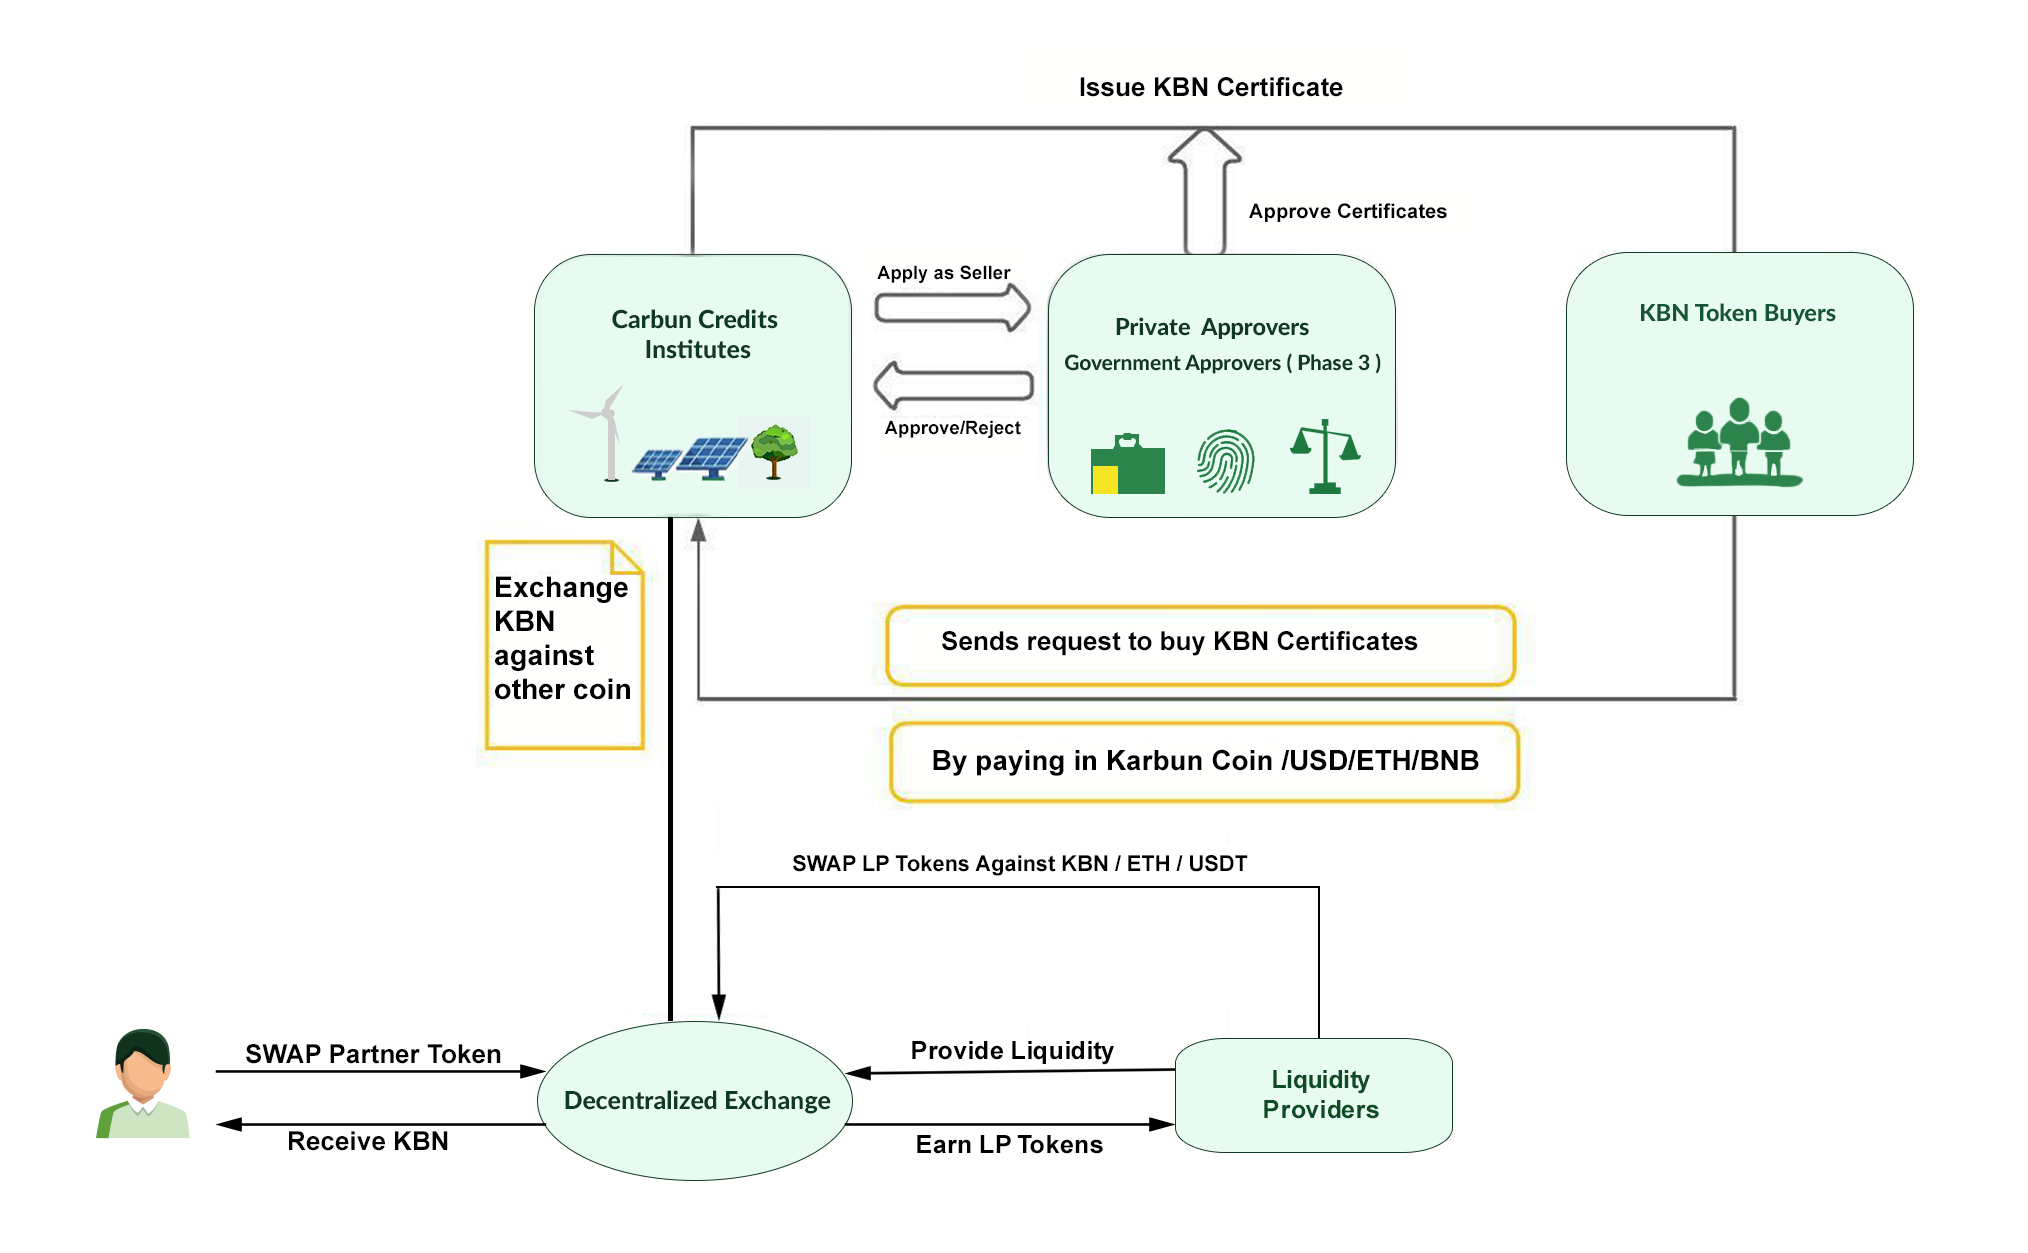 Issue KBN Certificate
Approve Certificates
Apply as Seller
Carbun Credits
Institutes
Private Approvers
Government Approvers ( Phase 3 )
KBN Token Buyers
Approve/Reject
Exchange
KBN
against
other coin
Sends request to buy KBN Certificates
By paying in Karbun Coin /USD/ETH/BNB
SWAP LP Tokens Against KBN / ETH / USDT
SWAP Partner Token
Receive KBN
Decentralized Exchange
Provide Liquidity
Earn LP Tokens
Liquidity
Providers